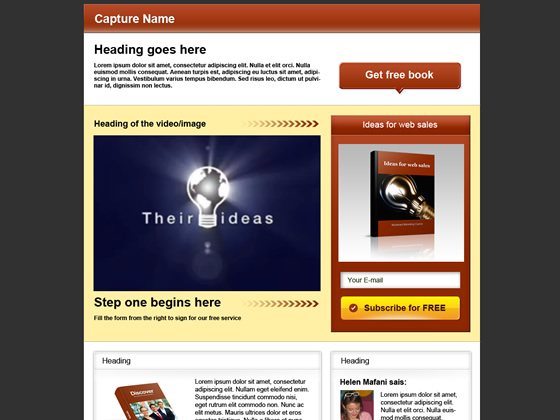 Capture Name
Heading goes here
Lorem ipsum dolor sit amet, consectetur adipiscing elit. Nulla et elit orci. Nulla
euismod mollis consequat. Aenean turpis est, adipiscing eu luctus sit amet, adipi-
scing in urna. Vestibulum varius tempus bibendum. Sed risus leo, dictum ut pulvi-
nar id, dignissim non lectus.
Get free book
Heading of the video/image
Their ideas
Step one begins here
Fill the form from the right to sign for our free service
Ideas for web sales
Ideas for web sales
Your E-mail
Subscribe for FREE
Heading
Discover
Lorem ipsum dolor sit amet, consectetur
adipiscing elit. Nullam eget eleifend enim.
Suspendisse tincidunt commodo nisi,
eget rutrum elit commodo non. Nunc ac
elit metus. Mauris ultrices dolor et eros
Heading
Helen Mafani sais:
Lorem ipsum dolor sit
amet, consectetur
adipiscing elit. Nulla et
elit orci. Nulla euis-
mod mollis consequat.